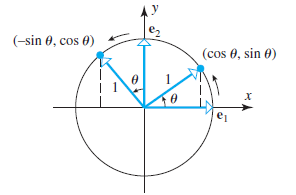 y
e₂
(–sin θ, cos θ)
(cos θ, sin θ)
1
θ
1
θ
x
e₁